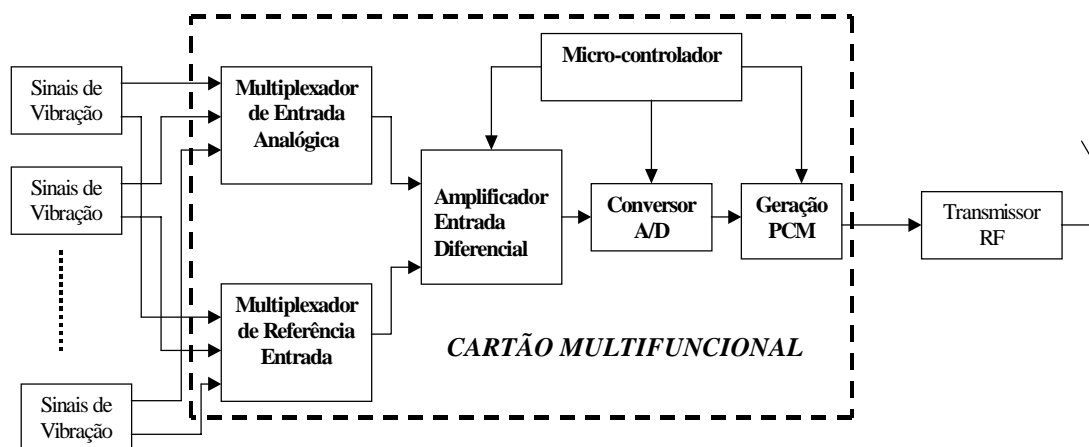 Sinais de
Vibração
Sinais de
Vibração
Sinais de
Vibração
Multiplexador
de Entrada
Analógica
Multiplexador
de Referência
Entrada
Micro-controlador
Amplificador
Entrada
Diferencial
Conversor
A/D
Geração
PCM
CARTÃO MULTIFUNCIONAL
Transmissor
RF